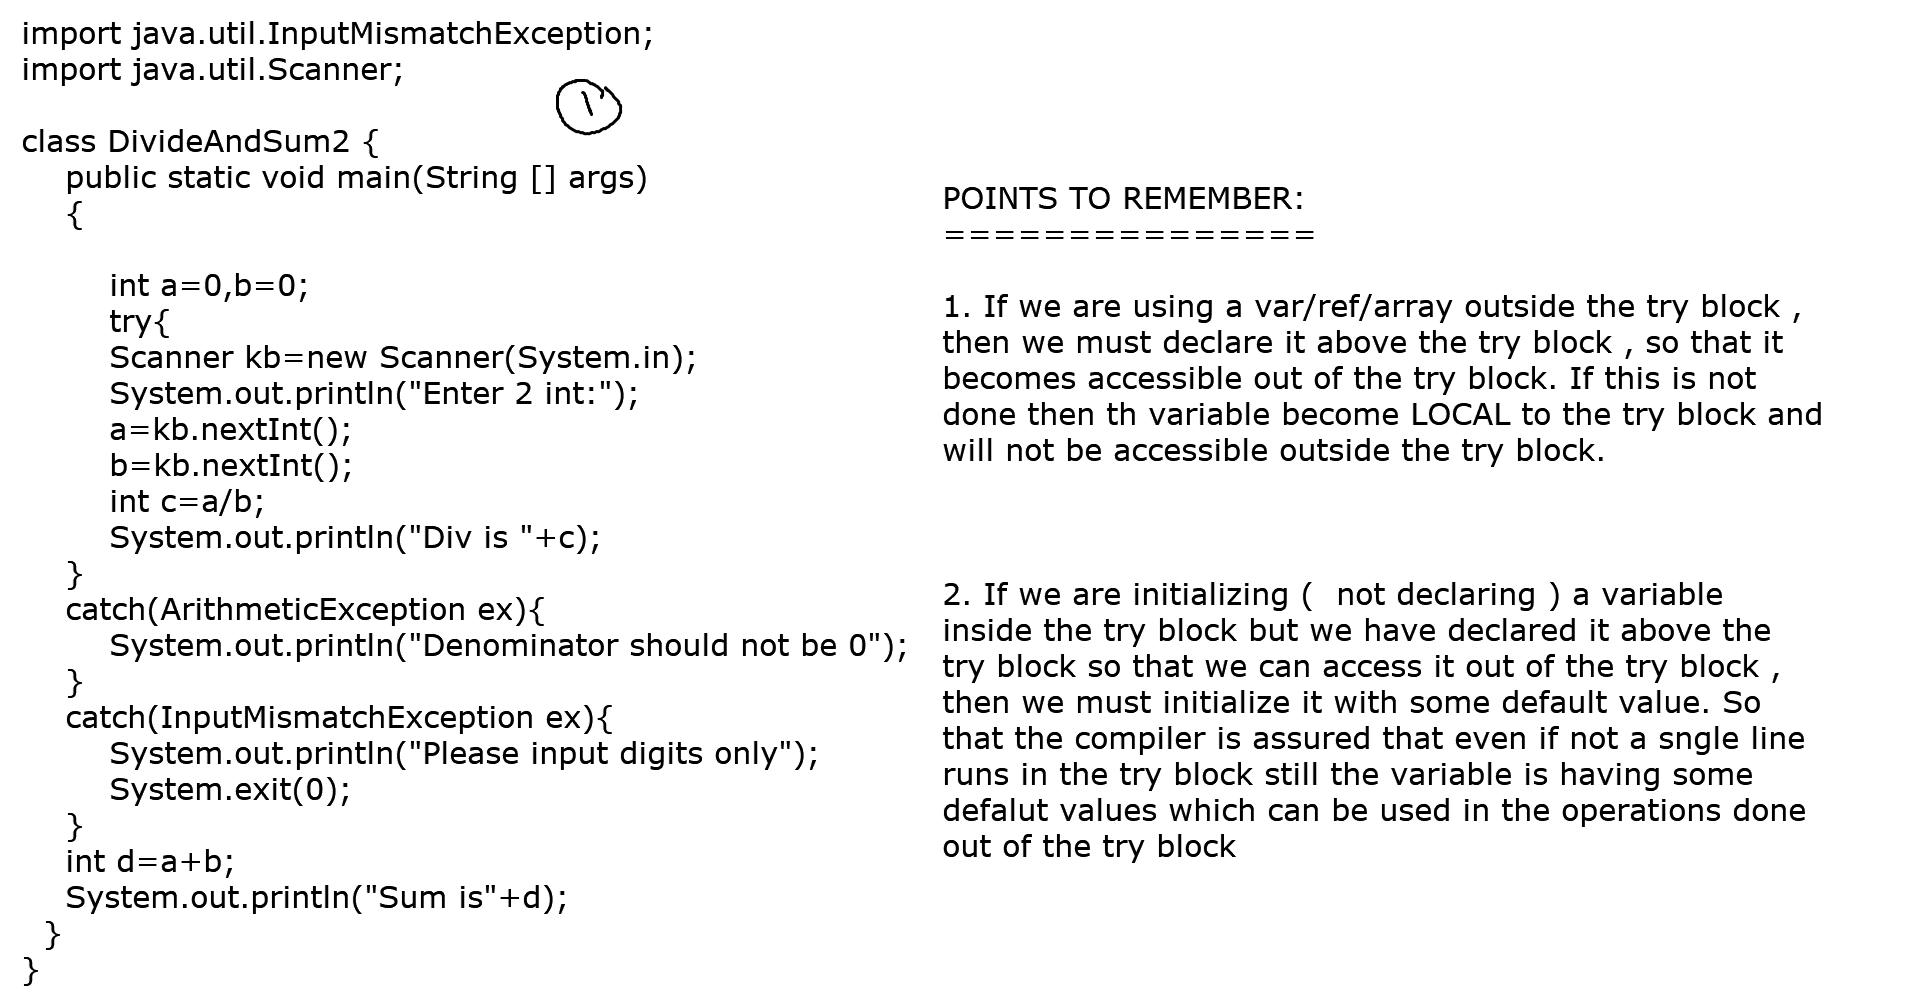 import java.util.InputMismatchException;
import java.util.Scanner;
1
class DivideAndSum2 {
public static void main(String [] args)
{
int a=0,b=0;
try{
Scanner kb=new Scanner(System.in);
System.out.println("Enter 2 int:");
a=kb.nextInt();
b=kb.nextInt();
int c=a/b;
System.out.println("Div is "+c);
}
catch(ArithmeticException ex){
System.out.println("Denominator should not be 0");
}
catch(InputMismatchException ex){
System.out.println("Please input digits only");
System.exit(0);
}
int d=a+b;
System.out.println("Sum is"+d);
}
}
POINTS TO REMEMBER:
===============
1. If we are using a var/ref/array outside the try block ,
then we must declare it above the try block , so that it
becomes accessible out of the try block. If this is not
done then th variable become LOCAL to the try block and
will not be accessible outside the try block.
2. If we are initializing (  not declaring ) a variable
inside the try block but we have declared it above the
try block so that we can access it out of the try block ,
then we must initialize it with some default value. So
that the compiler is assured that even if not a sngle line
runs in the try block still the variable is having some
defalut values which can be used in the operations done
out of the try block